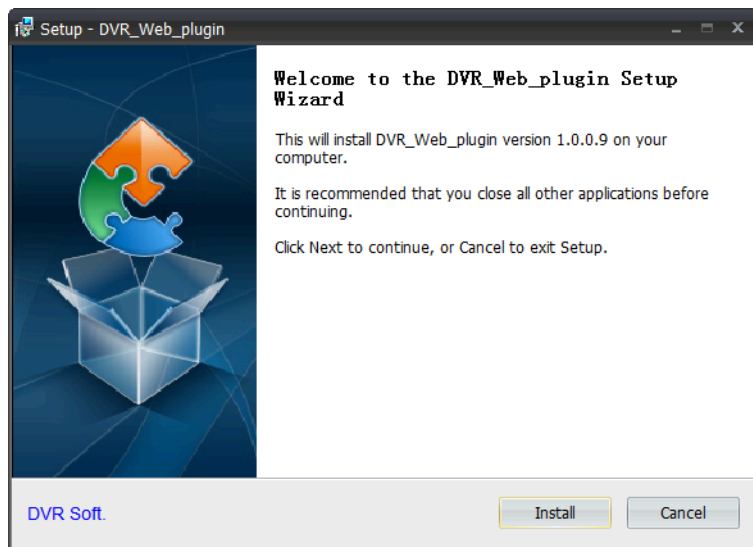 Setup - DVR_Web_plugin
Welcome to the DVR_Web_plugin Setup
Wizard
This will install DVR_Web_plugin version 1.0.0.9 on your
computer.
It is recommended that you close all other applications before
continuing.
Click Next to continue, or Cancel to exit Setup.
DVR Soft.
Install
Cancel